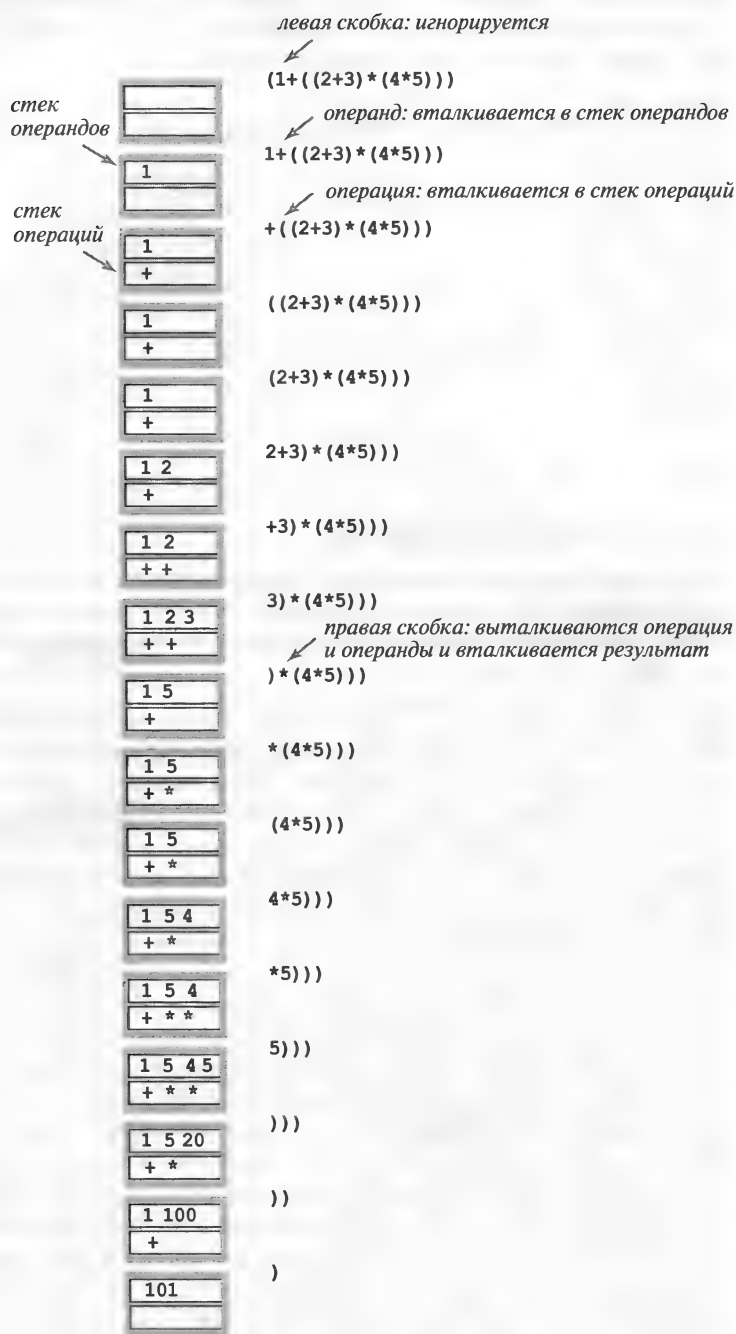 левая скобка: игнорируется
(1+((2+3)*(4*5)))
стек
операндов
операнд: вталкивается в стек операндов
1+((2+3)*(4*5)))
1
операция: вталкивается в стек операций
стек
операций
+((2+3)*(4*5)))
1
+
((2+3)*(4*5)))
1
+
(2+3)*(4*5)))
1
+
2+3)*(4*5)))
1 2
+
+3)*(4*5)))
1 2
+ +
3)*(4*5)))
1 2 3
+ +
правая скобка: выталкиваются операция
и операнды и вталкивается результат
)*(4*5)))
1 5
+
*(4*5)))
1 5
+ *
(4*5)))
1 5
+ *
4*5)))
1 5 4
+ *
*5)))
1 5 4
+ * *
5)))
1 5 4 5
+ * *
)))
1 5 20
+ *
))
1 100
+
)
101